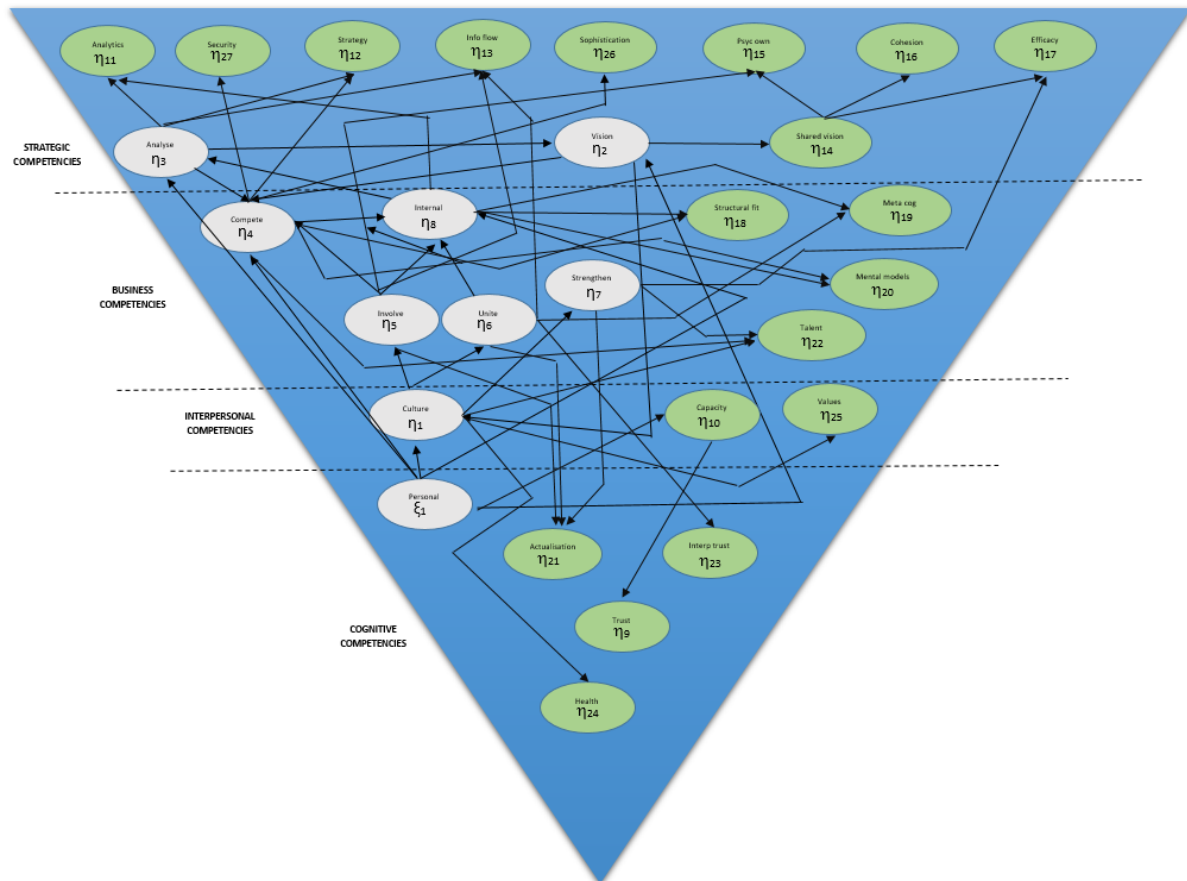 Analytics
η11
Security
η27
Strategy
η12
Info flow
η13
Sophistication
η26
Psyc own
η15
Cohesion
η16
Efficacy
η17
STRATEGIC
COMPETENCIES
Analyse
η3
Vision
η2
Shared vision
η14
Compete
η4
Internal
η8
Structural fit
η18
Meta cog
η19
BUSINESS
COMPETENCIES
Strengthen
η7
Mental models
η20
Involve
η5
Unite
η6
Talent
η22
INTERPERSONAL
COMPETENCIES
Culture
η1
Capacity
η10
Values
η25
Personal
ξ1
Actualisation
η21
Interp trust
η23
COGNITIVE
COMPETENCIES
Trust
η9
Health
η24